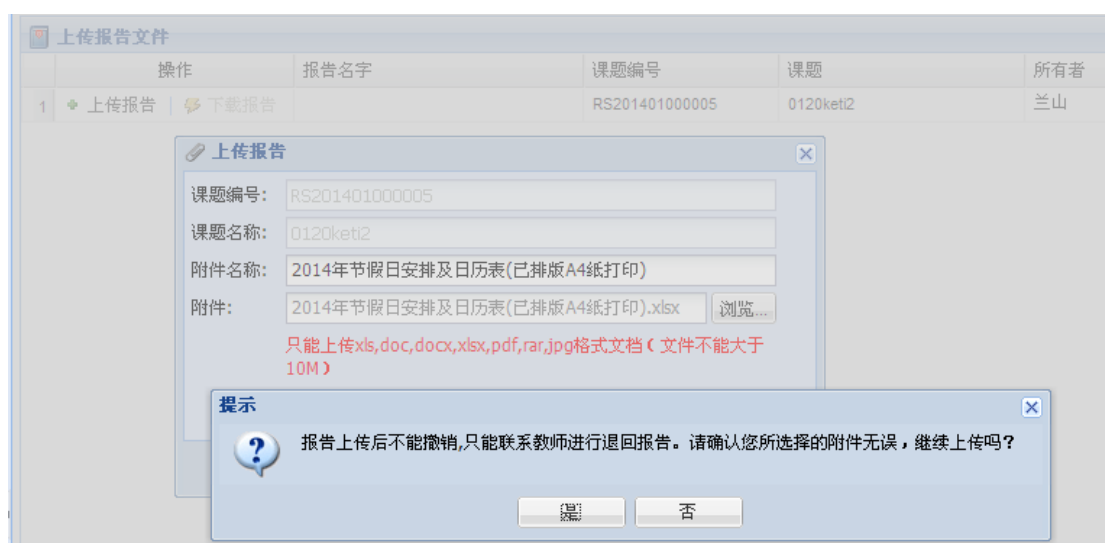 上传报告文件
操作 报告名字 课题编号 课题 所有者
1 上传报告 下载报告 RS201401000005 0120keti2 兰山
上传报告
课题编号: RS201401000005
课题名称: 0120keti2
附件名称: 2014年节假日安排及日历表(已排版A4纸打印)
附件: 2014年节假日安排及日历表(已排版A4纸打印).xlsx 浏览...
只能上传xls,doc,docx,xlsx,pdf,rar,jpg格式文档(文件不能大于
10M)
提示
报告上传后不能撤销,只能联系教师进行退回报告。请确认您所选择的附件无误，继续上传吗?
是 否